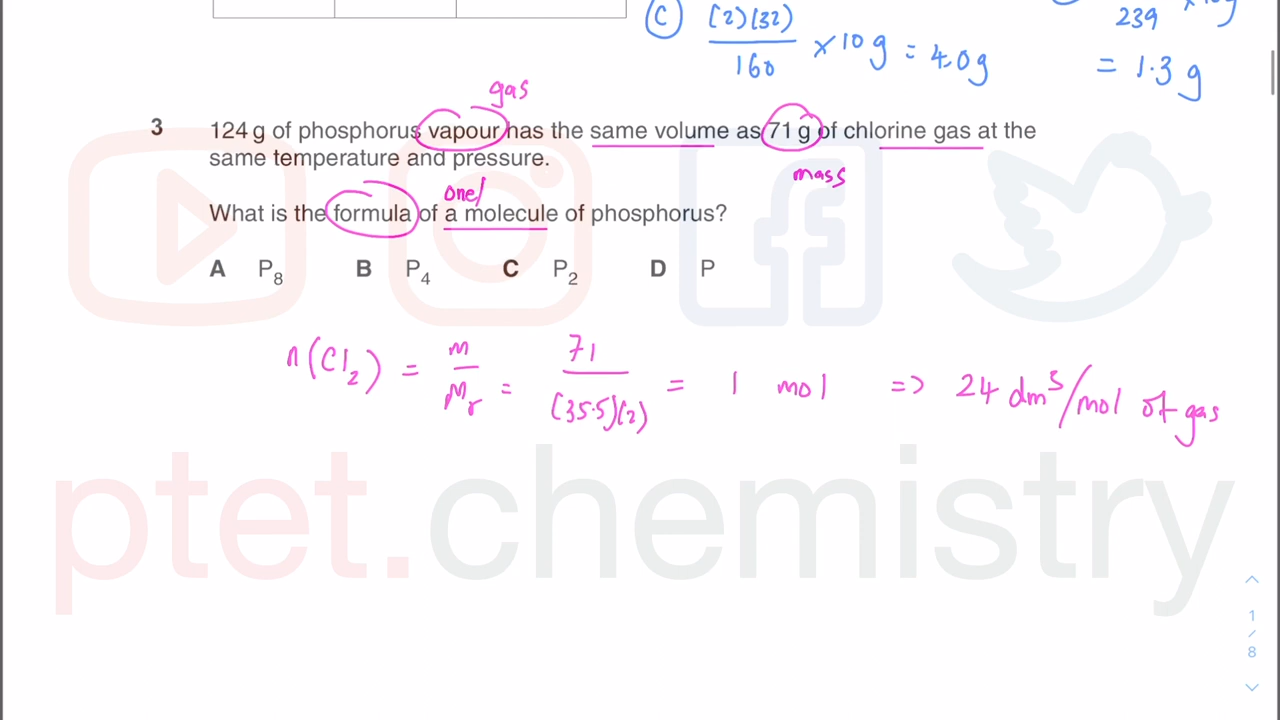 (C) (2)(32)/160 × 10 g = 4.0g
239 × 10g
= 1.3 g
gas
3 124 g of phosphorus vapour has the same volume as 71 g of chlorine gas at the
same temperature and pressure.
mass
one/
What is the formula of a molecule of phosphorus?
A P8 B P4 C P2 D P
n(Cl2) = m/Mr = 71/(35.5)(2) = 1 mol => 24 dm3/mol of gas
ptet.chemistry
1
/
8